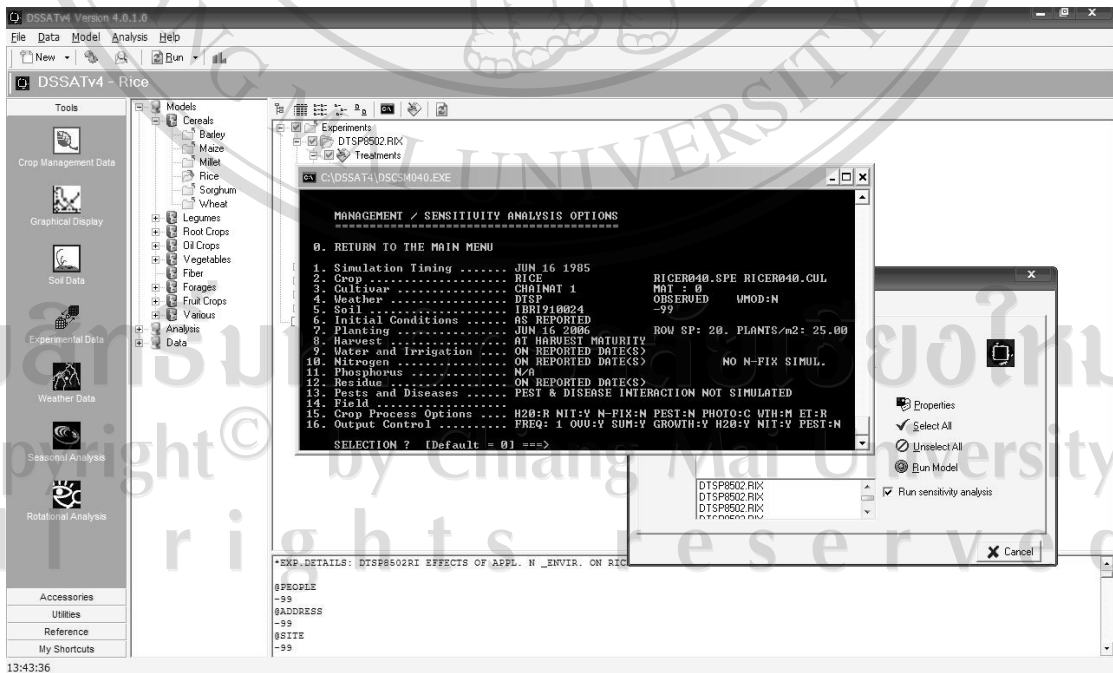 DSSATv4 Version 4.0.1.0
File Data Model Analysis Help
New Run
DSSATv4 - Rice
Tools
Crop Management Data
Graphical Display
Soil Data
Experimental Data
Weather Data
Seasonal Analysis
Rotational Analysis
Accessories
Utilities
Reference
My Shortcuts
13:43:36
Models
Cereals
Barley
Maize
Millet
Rice
Sorghum
Wheat
Legumes
Root Crops
Oil Crops
Vegetables
Fiber
Forages
Fruit Crops
Various
Analysis
Data
Experiments
DTSP8502.RIX
Treatments
C:\DSSAT4\DSCSM040.EXE
MANAGEMENT / SENSITIVITY ANALYSIS OPTIONS
=========================================
0. RETURN TO THE MAIN MENU
1. Simulation Timing ....... JUN 16 1985
2. Crop .................... RICE RICER040.SPE RICER040.CUL
3. Cultivar ................ CHAINAT 1 MAT : 0
4. Weather ................. DTSP OBSERVED WMOD:N
5. Soil .................... IBRI910024 -99
6. Initial Conditions ...... AS REPORTED
7. Planting ................ JUN 16 2006 ROW SP: 20. PLANTS/m2: 25.00
8. Harvest ................. AT HARVEST MATURITY
9. Water and Irrigation .... ON REPORTED DATE(S)
10. Nitrogen ................ ON REPORTED DATE(S) NO N-FIX SIMUL.
11. Phosphorus .............. N/A
12. Residue ................. ON REPORTED DATE(S)
13. Pests and Diseases ...... PEST & DISEASE INTERACTION NOT SIMULATED
14. Field ...................
15. Crop Process Options .... H20:R NIT:Y N-FIX:N PEST:N PHOTO:C WTH:M ET:R
16. Output Control .......... FREQ: 1 OVV:Y SUM:Y GROWTH:Y H20:Y NIT:Y PEST:N
SELECTION ? [Default = 0] ===>
Properties
Select All
Unselect All
Run Model
Run sensitivity analysis
DTSP8502.RIX
DTSP8502.RIX
DTSP8502.RIX
DTSP8502.RIX
Cancel
*EXP.DETAILS: DTSP8502RI EFFECTS OF APPL. N _ENVIR. ON RIC
@PEOPLE
-99
@ADDRESS
-99
@SITE
-99
by Chiang Mai University
rights reserved